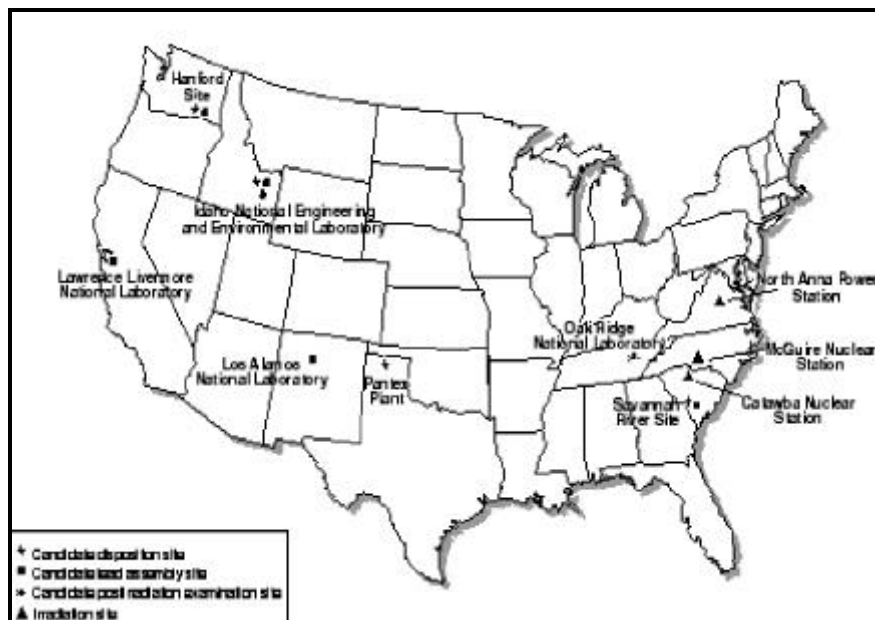 Hanford
Site
Idaho National Engineering
and Environmental Laboratory
Lawrence Livermore
National Laboratory
Los Alamos
National Laboratory
Pantex
Plant
Oak Ridge
National Laboratory
North Anna Power
Station
McGuire Nuclear
Station
Savannah
River Site
Catawba Nuclear
Station
Candidate disposition site
Candidate lead assembly site
Candidate post irradiation examination site
Irradiation site